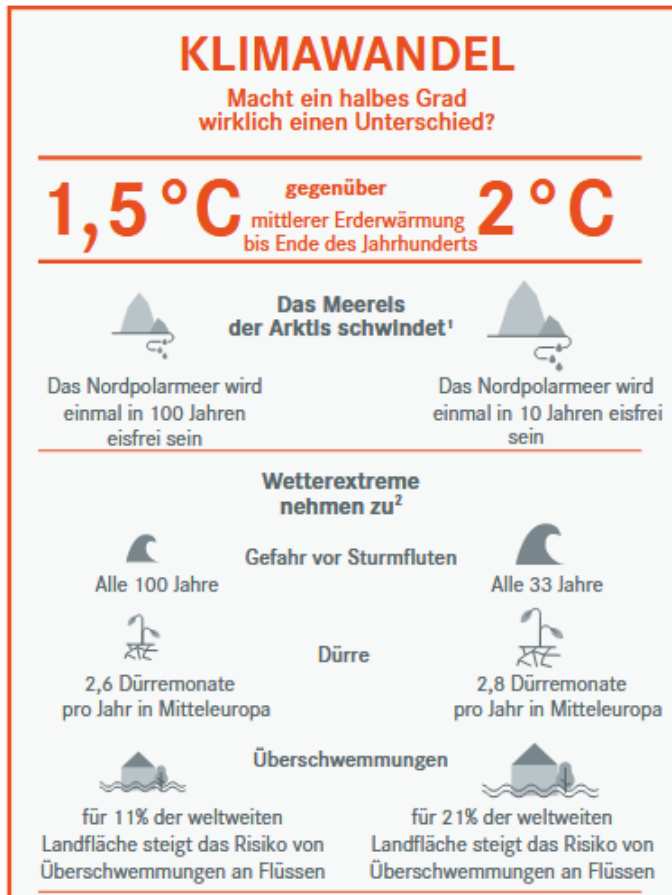 KLIMAWANDEL
Macht ein halbes Grad
wirklich einen Unterschied?
1,5°C
gegenüber
mittlerer Erderwärmung
bis Ende des Jahrhunderts
2°C
Das Meereis
der Arktis schwindet¹
Das Nordpolarmeer wird
einmal in 100 Jahren
eisfrei sein
Das Nordpolarmeer wird
einmal in 10 Jahren eisfrei
sein
Wetterextreme
nehmen zu²
Gefahr vor Sturmfluten
Alle 100 Jahre
Alle 33 Jahre
Dürre
2,6 Dürremonate
pro Jahr in Mitteleuropa
2,8 Dürremonate
pro Jahr in Mitteleuropa
Überschwemmungen
für 11% der weltweiten
Landfläche steigt das Risiko von
Überschwemmungen an Flüssen
für 21% der weltweiten
Landfläche steigt das Risiko von
Überschwemmungen an Flüssen